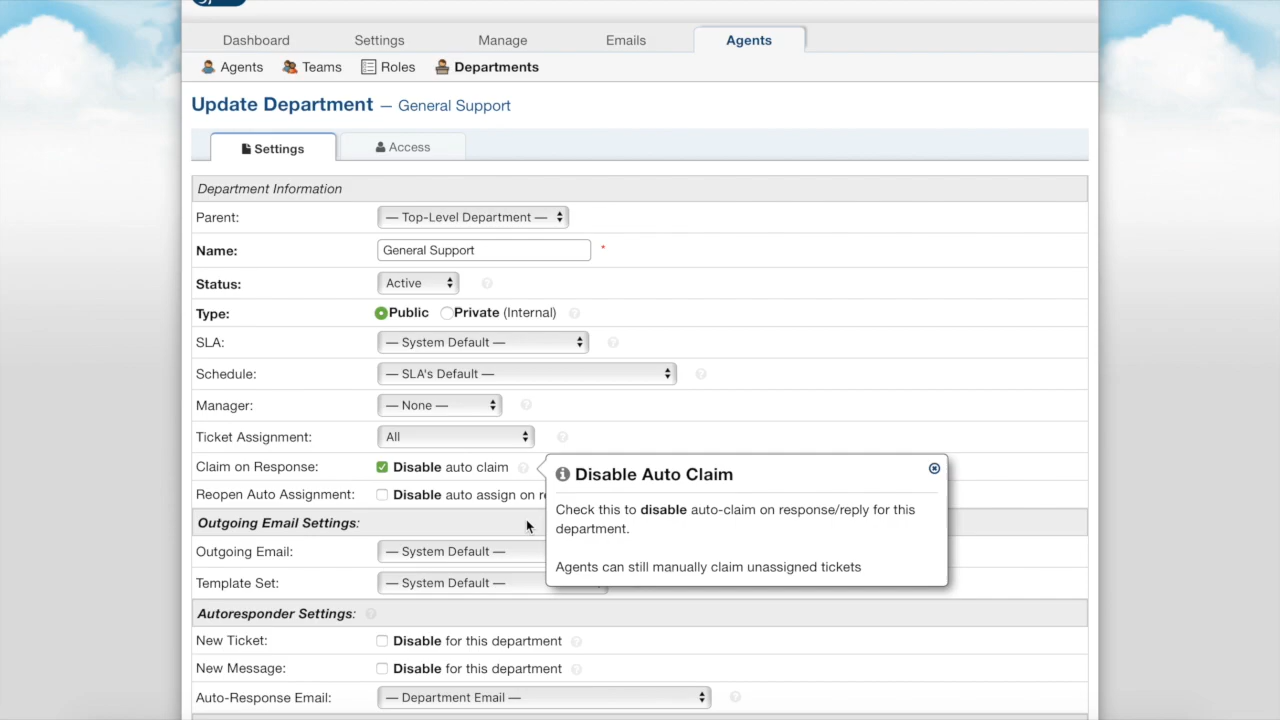 Dashboard Settings Manage Emails Agents
Agents Teams Roles Departments
Update Department — General Support
Settings Access
Department Information
Parent: — Top-Level Department —
Name: General Support *
Status: Active
Type: Public Private (Internal)
SLA: — System Default —
Schedule: — SLA's Default —
Manager: — None —
Ticket Assignment: All
Claim on Response: Disable auto claim
Reopen Auto Assignment: Disable auto assign on
Disable Auto Claim
Check this to disable auto-claim on response/reply for this
department.
Agents can still manually claim unassigned tickets
Outgoing Email Settings:
Outgoing Email: — System Default —
Template Set: — System Default —
Autoresponder Settings:
New Ticket: Disable for this department
New Message: Disable for this department
Auto-Response Email: — Department Email —